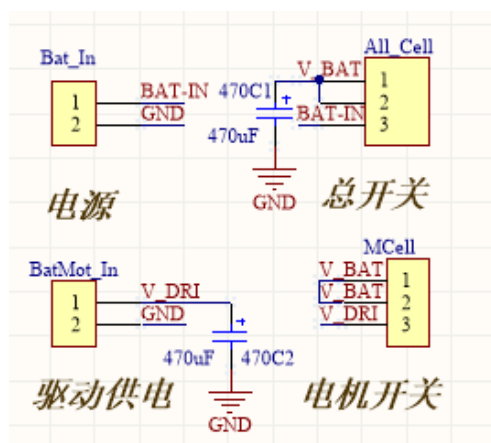 Bat_In
1 BAT-IN
2 GND
电源
All_Cell
V_BAT 1
2
BAT-IN 3
470C1
+
470uF
GND
总开关
BatMot_In
1 V_DRI
2 GND
+
470uF 470C2
GND
驱动供电
MCell
V_BAT 1
V_BAT 2
V_DRI 3
电机开关